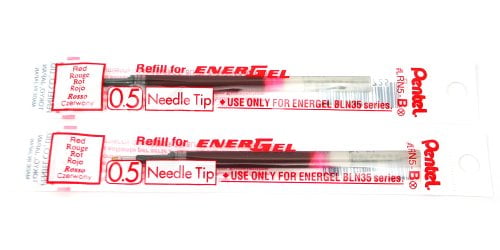 Red
Rouge
Rot
Rojo
Rosso
Czerwony
Refill for ENERGEL
0.5 Needle Tip
USE ONLY FOR ENERGEL BLN35 series.
Pentel
LRN5-B
Red
Rouge
Rot
Rojo
Rosso
Czerwony
Refill for ENERGEL
0.5 Needle Tip
USE ONLY FOR ENERGEL BLN35 series.
Pentel
LRN5-B